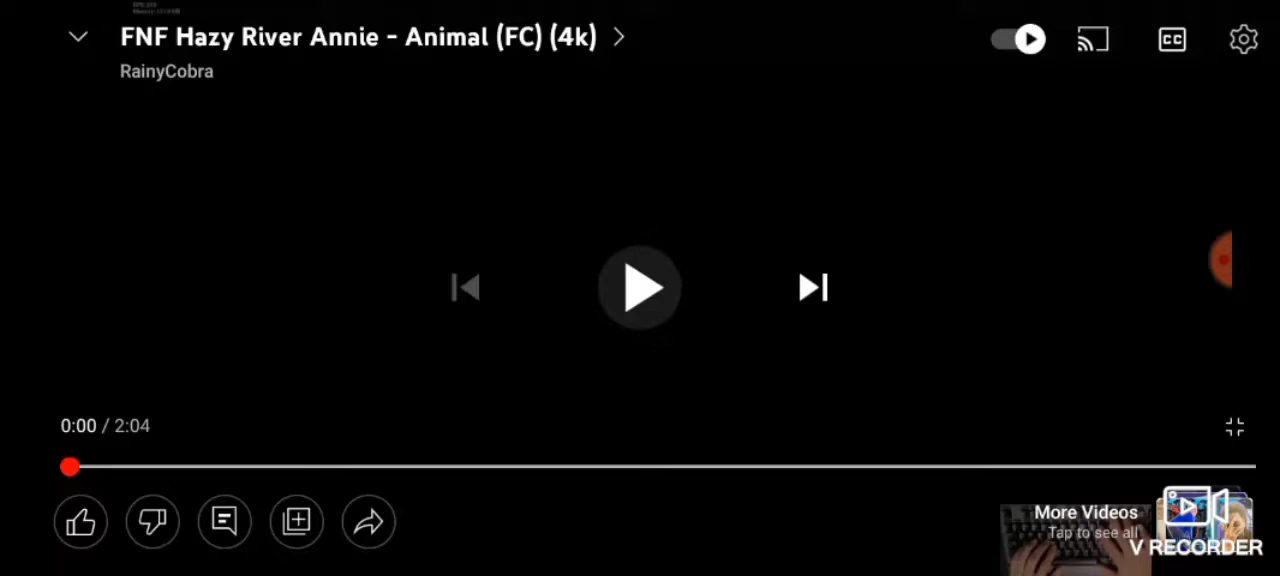 FNF Hazy River Annie - Animal (FC) (4k)
RainyCobra
CC
0:00 / 2:04
More Videos
Tap to see all
V RECORDER